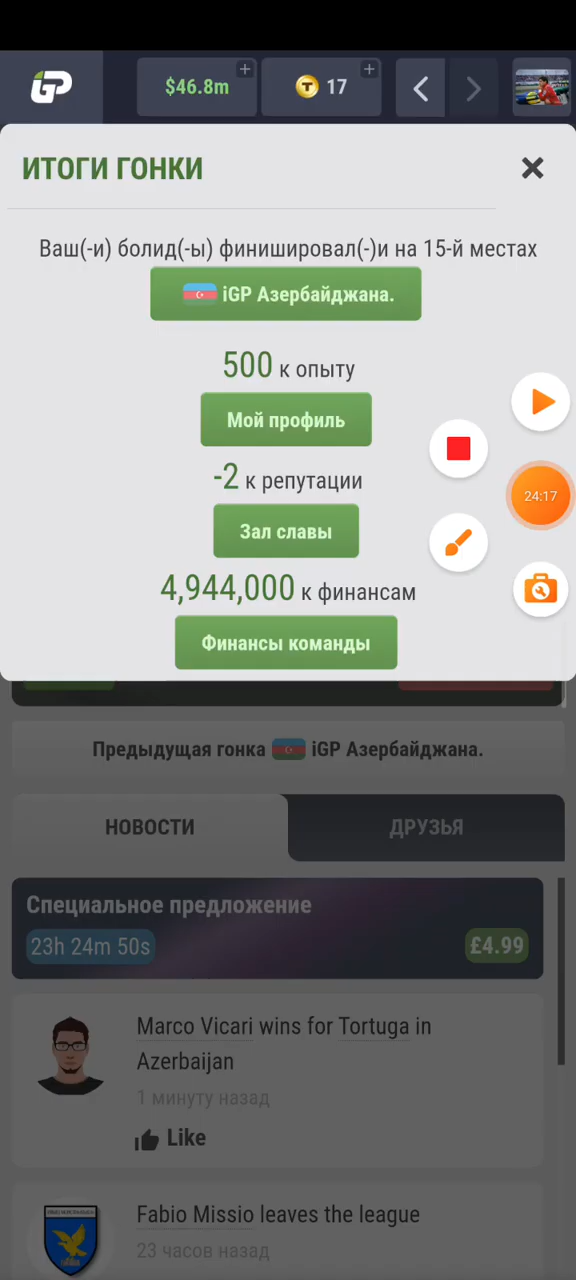 GP
$46.8m
+
17
+
ИТОГИ ГОНКИ
Ваш(-и) болид(-ы) финишировал(-)и на 15-й местах
iGP Азербайджана.
500 к опыту
Мой профиль
-2 к репутации
Зал славы
4,944,000 к финансам
Финансы команды
24:17
Предыдущая гонка iGP Азербайджана.
НОВОСТИ
ДРУЗЬЯ
Специальное предложение
23h 24m 50s
£4.99
Marco Vicari wins for Tortuga in
Azerbaijan
1 минуту назад
Like
Fabio Missio leaves the league
23 часов назад